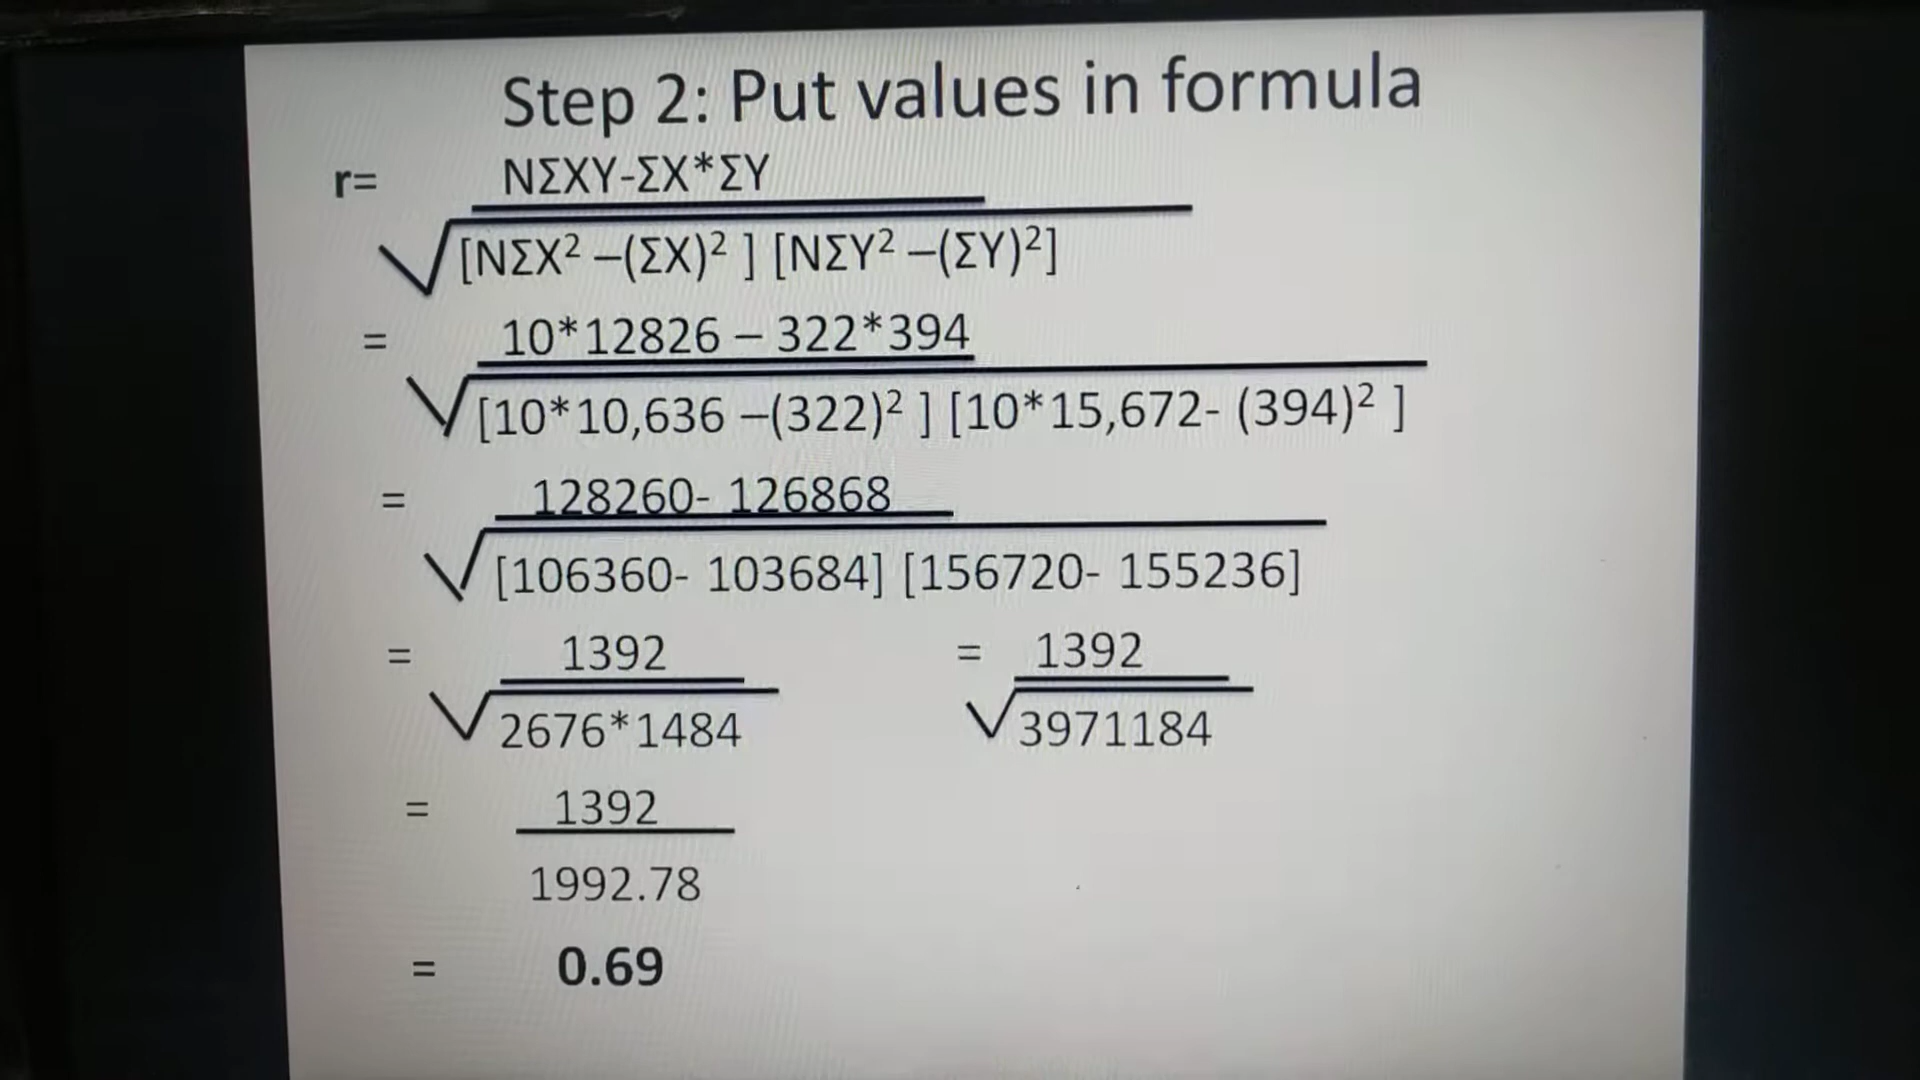 Step 2: Put values in formula
r= NΣXY-ΣX*ΣY
√[NΣX² –(ΣX)² ] [NΣY² –(ΣY)²]
= 10*12826 – 322*394
√[10*10,636 –(322)² ] [10*15,672- (394)² ]
= 128260- 126868
√[106360- 103684] [156720- 155236]
= 1392 = 1392
√2676*1484 √3971184
= 1392
1992.78
= 0.69